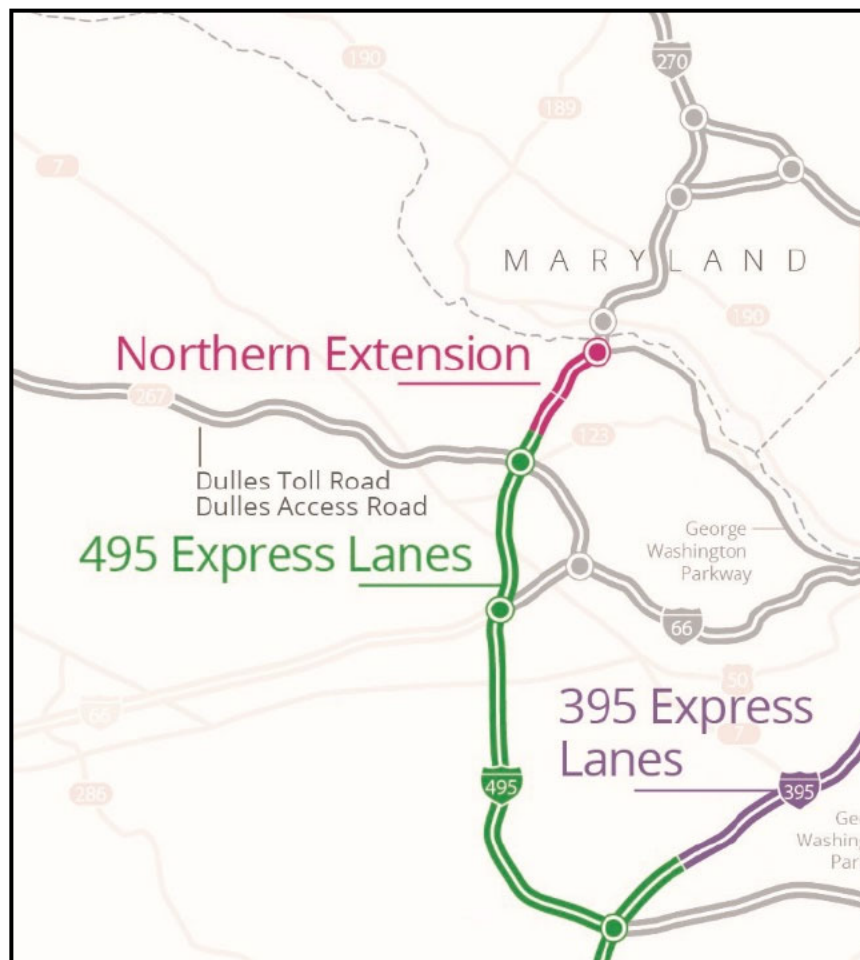 190
270
189
7
MARYLAND
190
Northern Extension
267
123
Dulles Toll Road
Dulles Access Road
George
Washington
Parkway
495 Express Lanes
66
50
395 Express
Lanes
66
7
495
395
286